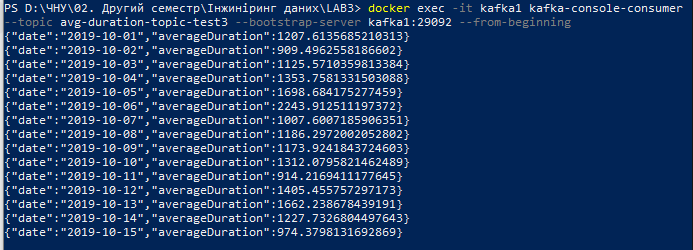 PS D:\ЧНУ\02. Другий семестр\Інжиніринг даних\LAB3> docker exec -it kafka1 kafka-console-consumer
--topic avg-duration-topic-test3 --bootstrap-server kafka1:29092 --from-beginning
{"date":"2019-10-01","averageDuration":1207.6135685210313}
{"date":"2019-10-02","averageDuration":909.4962558186602}
{"date":"2019-10-03","averageDuration":1125.5710359813384}
{"date":"2019-10-04","averageDuration":1353.7581331503088}
{"date":"2019-10-05","averageDuration":1698.684175277459}
{"date":"2019-10-06","averageDuration":2243.912511197372}
{"date":"2019-10-07","averageDuration":1007.6007185906351}
{"date":"2019-10-08","averageDuration":1186.2972002052802}
{"date":"2019-10-09","averageDuration":1173.9241843724603}
{"date":"2019-10-10","averageDuration":1312.0795821462489}
{"date":"2019-10-11","averageDuration":914.2169411177645}
{"date":"2019-10-12","averageDuration":1405.455757297173}
{"date":"2019-10-13","averageDuration":1662.238678439191}
{"date":"2019-10-14","averageDuration":1227.7326804497643}
{"date":"2019-10-15","averageDuration":974.3798131692869}